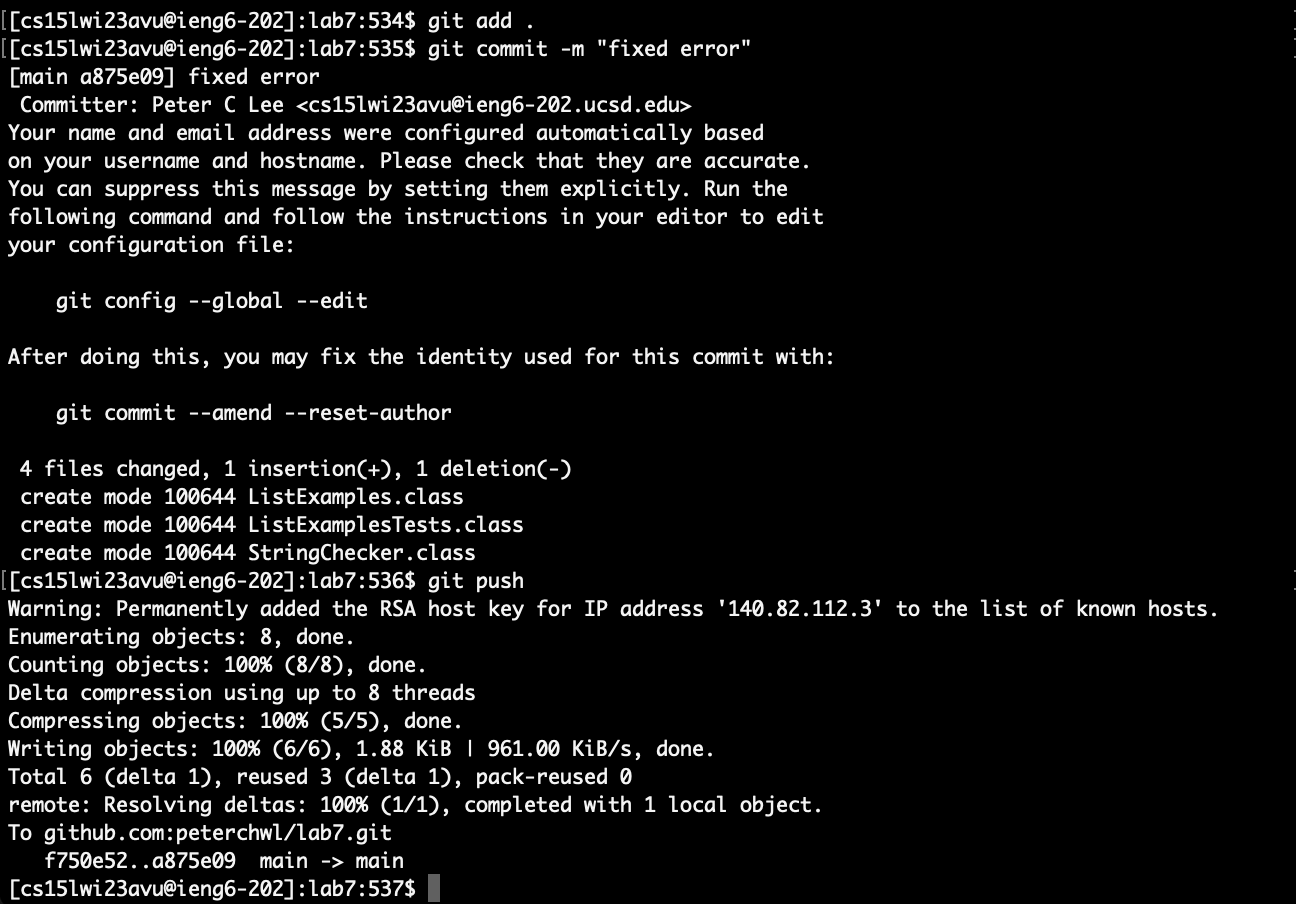 [cs15lwi23avu@ieng6-202]:lab7:534$ git add .
[cs15lwi23avu@ieng6-202]:lab7:535$ git commit -m "fixed error"
[main a875e09] fixed error
 Committer: Peter C Lee <cs15lwi23avu@ieng6-202.ucsd.edu>
Your name and email address were configured automatically based
on your username and hostname. Please check that they are accurate.
You can suppress this message by setting them explicitly. Run the
following command and follow the instructions in your editor to edit
your configuration file:

    git config --global --edit

After doing this, you may fix the identity used for this commit with:

    git commit --amend --reset-author

 4 files changed, 1 insertion(+), 1 deletion(-)
 create mode 100644 ListExamples.class
 create mode 100644 ListExamplesTests.class
 create mode 100644 StringChecker.class
[cs15lwi23avu@ieng6-202]:lab7:536$ git push
Warning: Permanently added the RSA host key for IP address '140.82.112.3' to the list of known hosts.
Enumerating objects: 8, done.
Counting objects: 100% (8/8), done.
Delta compression using up to 8 threads
Compressing objects: 100% (5/5), done.
Writing objects: 100% (6/6), 1.88 KiB | 961.00 KiB/s, done.
Total 6 (delta 1), reused 3 (delta 1), pack-reused 0
remote: Resolving deltas: 100% (1/1), completed with 1 local object.
To github.com:peterchwl/lab7.git
   f750e52..a875e09  main -> main
[cs15lwi23avu@ieng6-202]:lab7:537$